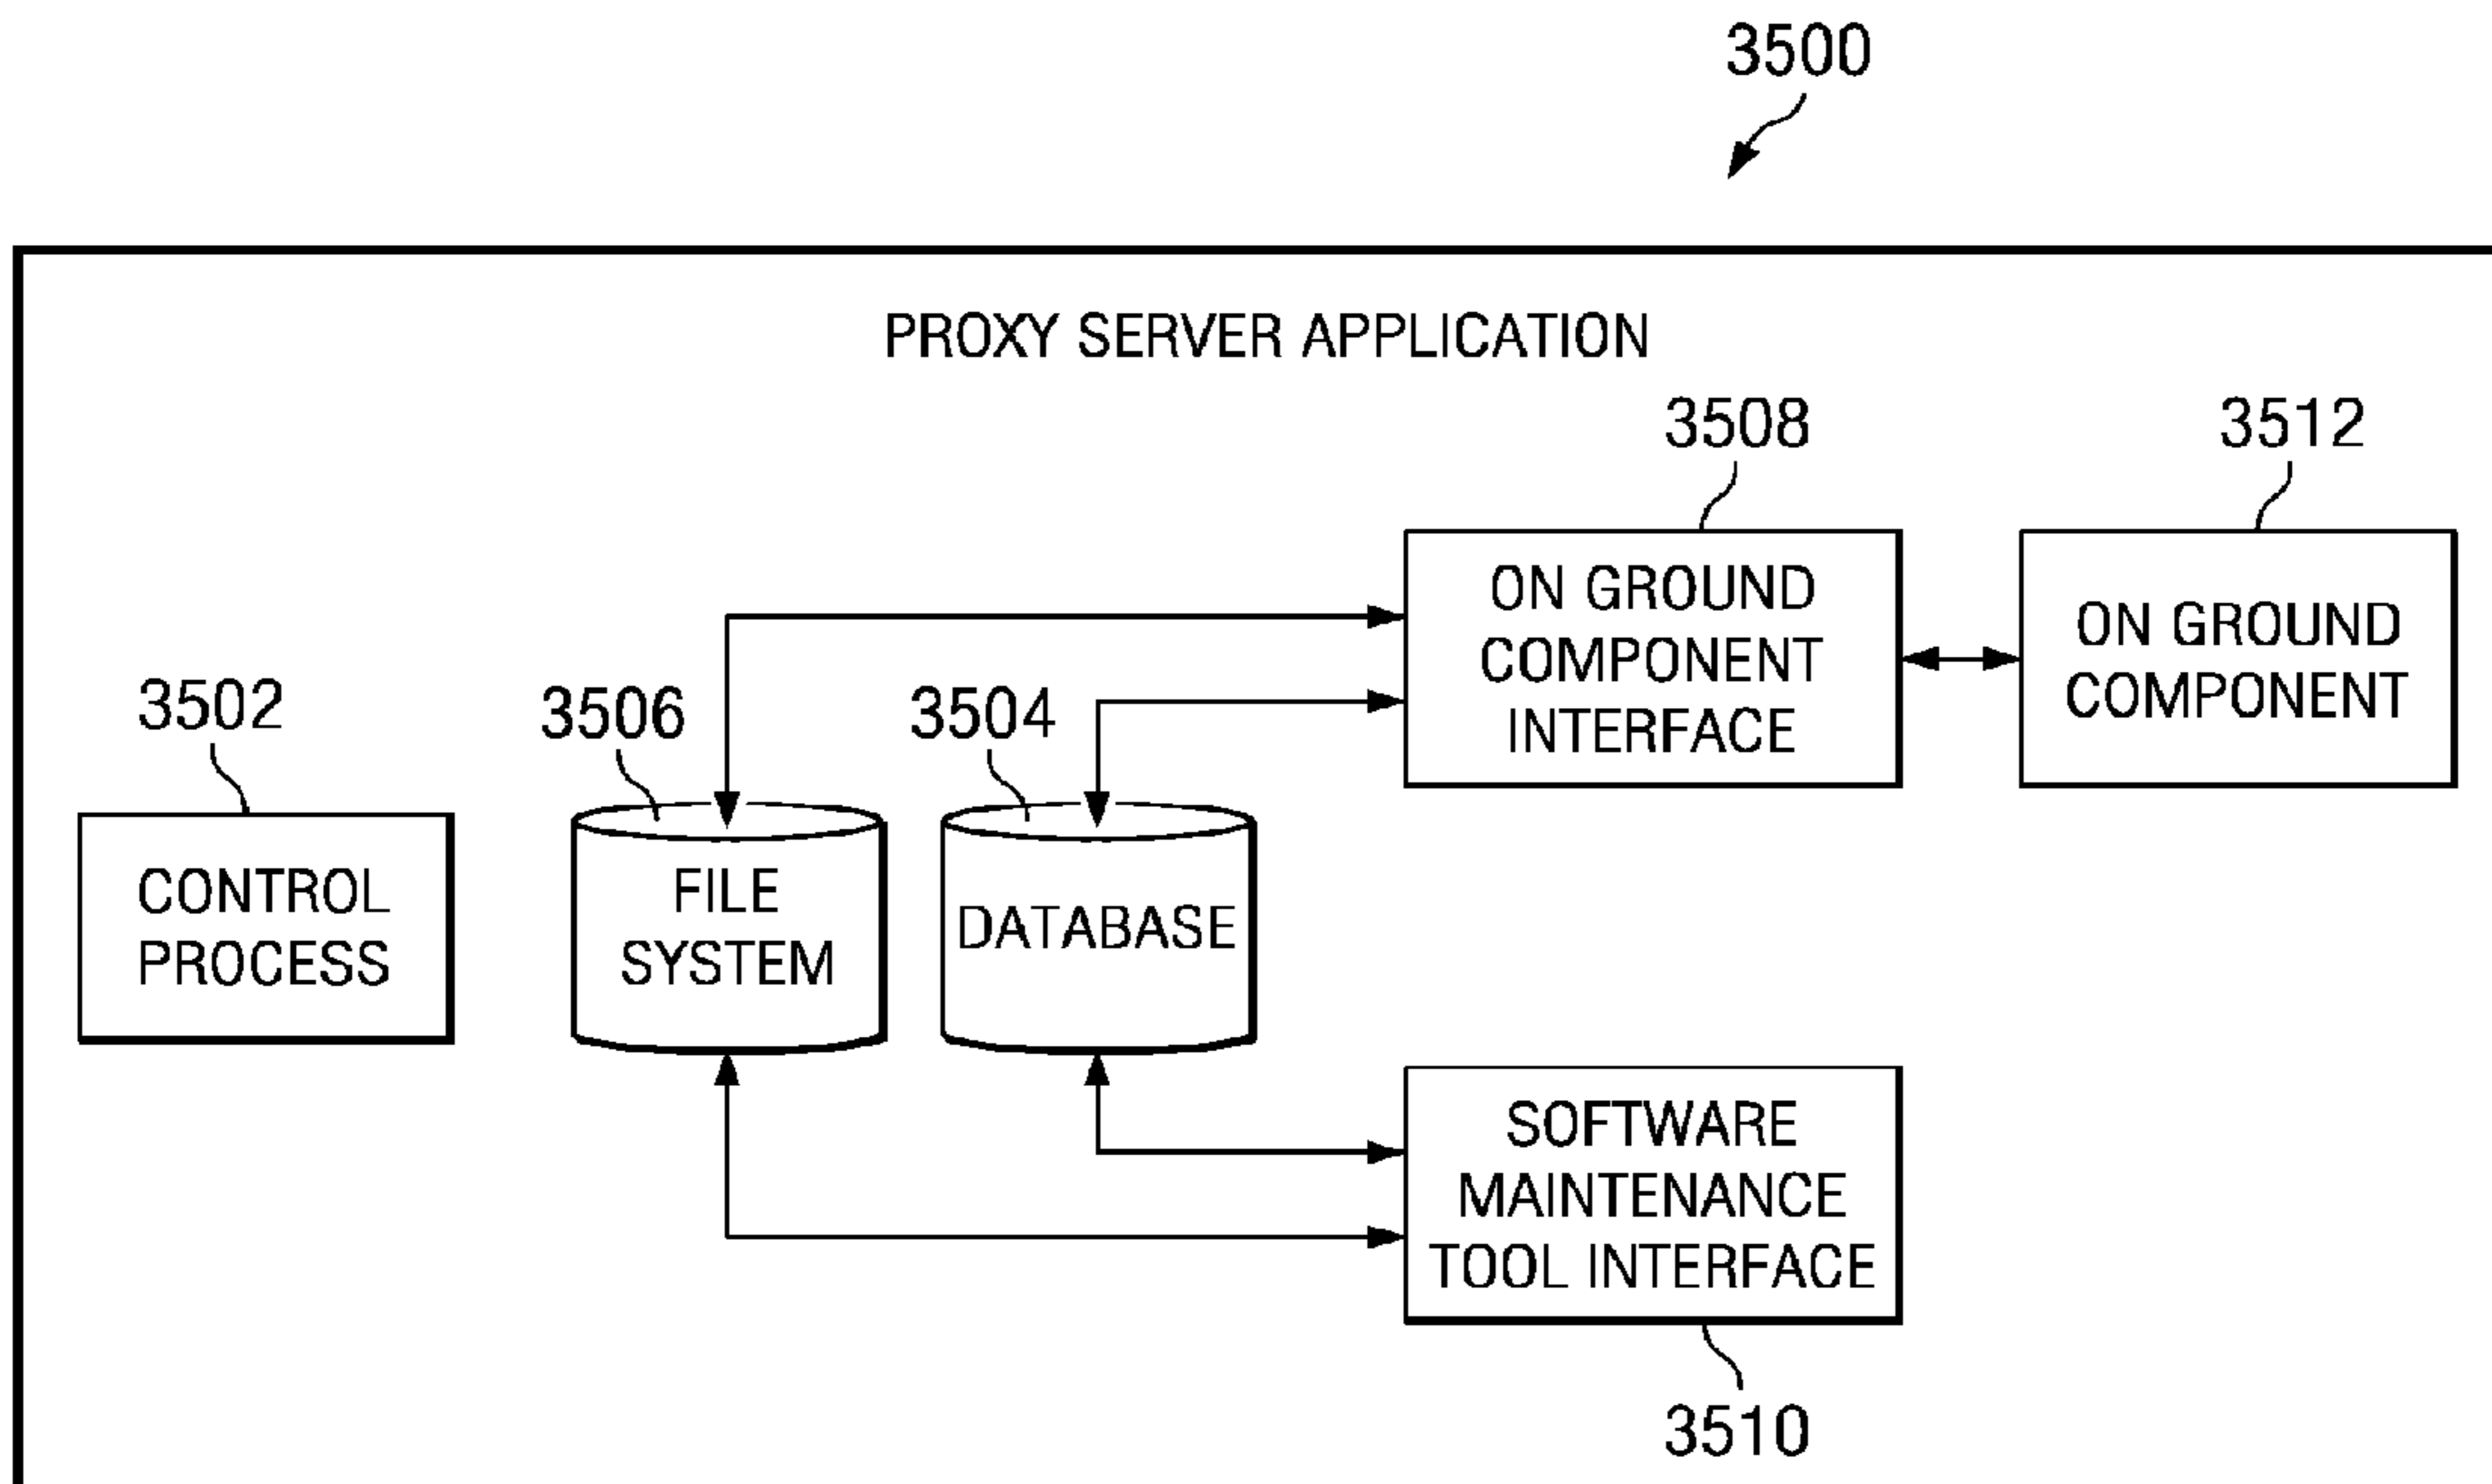 3500
PROXY SERVER APPLICATION
3508
3512
ON GROUND
COMPONENT
INTERFACE
ON GROUND
COMPONENT
3502
3506
3504
CONTROL
PROCESS
FILE
SYSTEM
DATABASE
SOFTWARE
MAINTENANCE
TOOL INTERFACE
3510